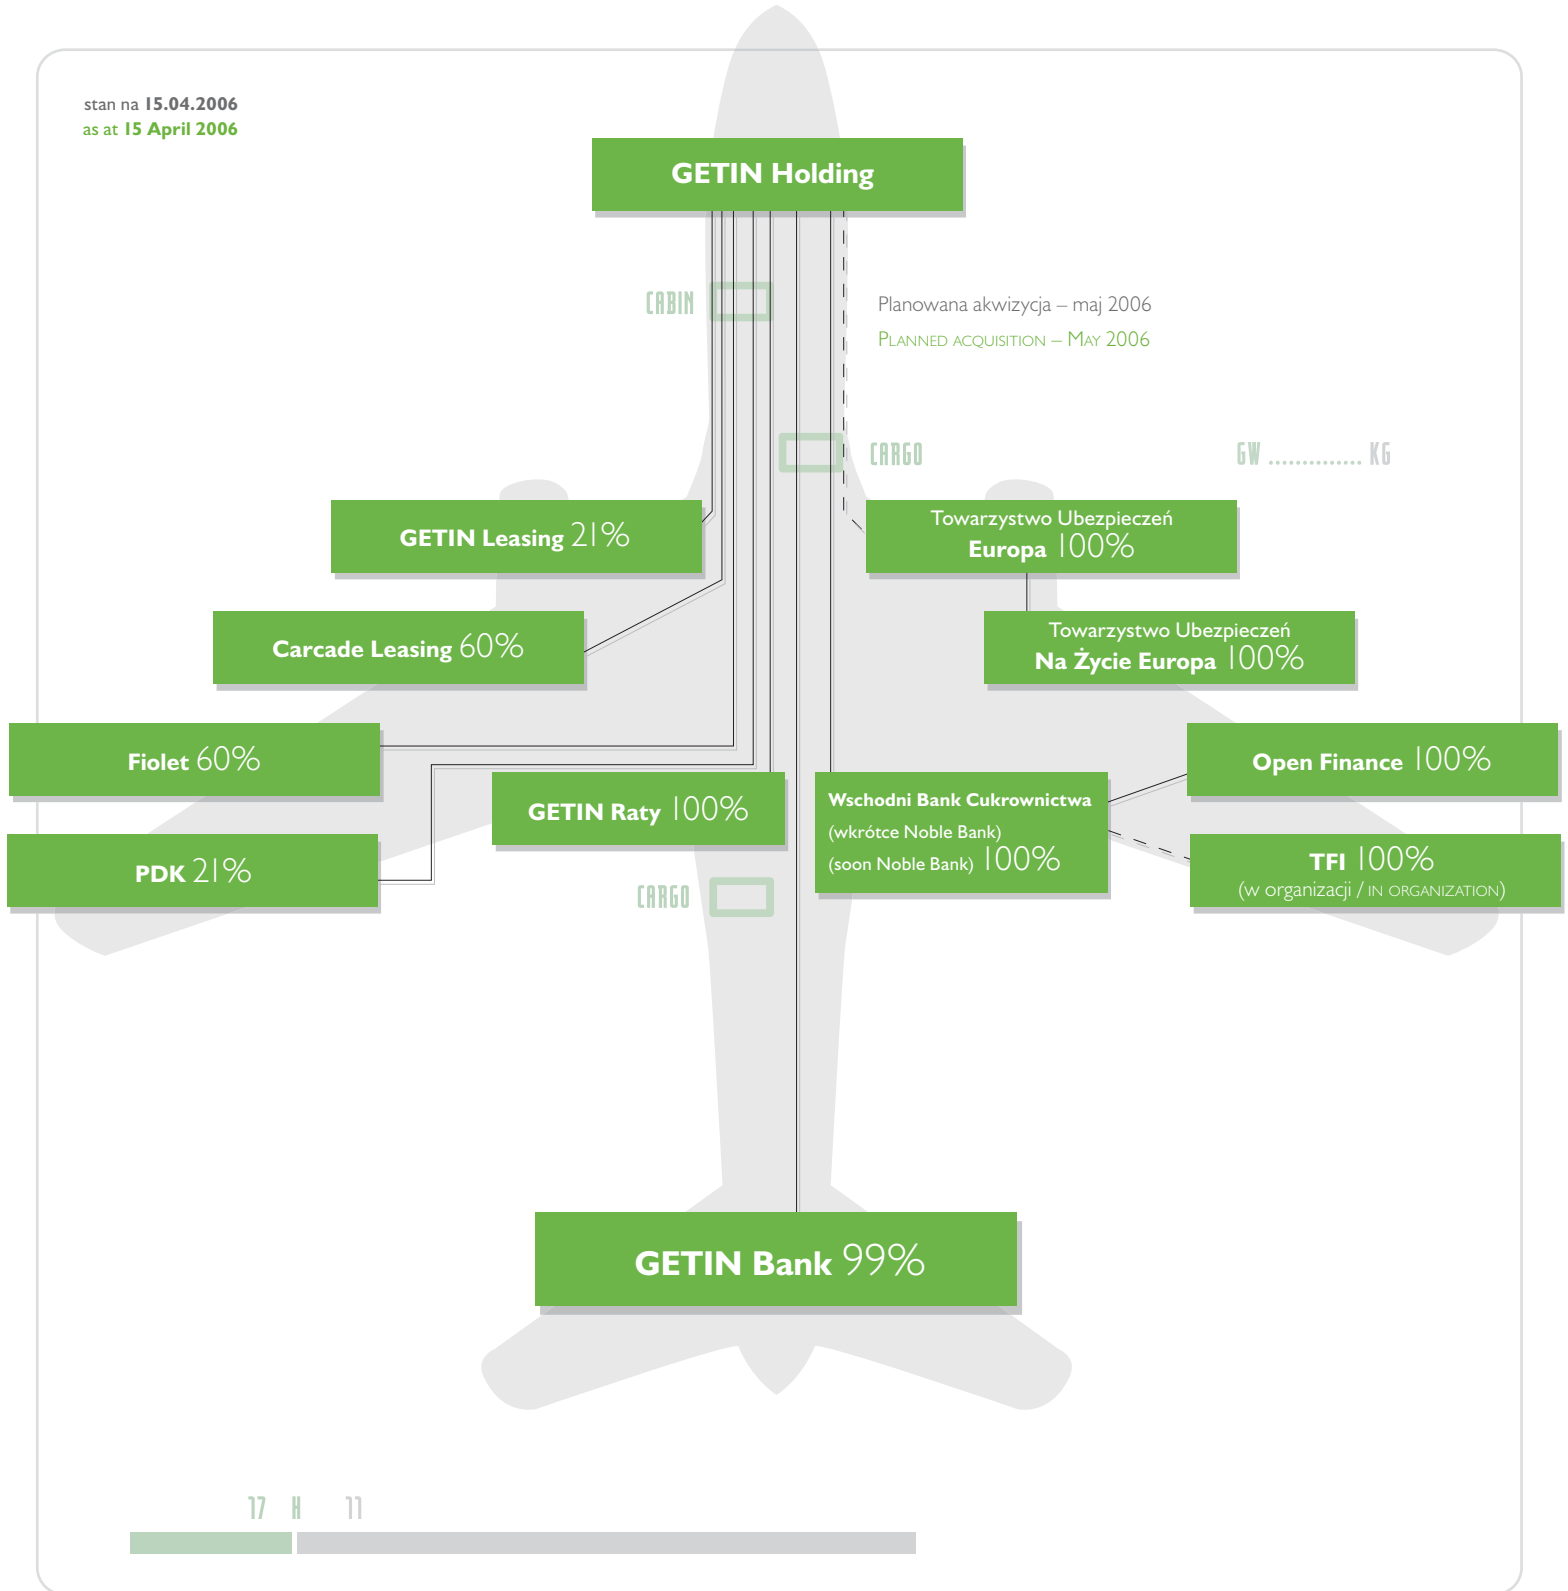 stan na 15.04.2006
as at 15 April 2006
GETIN Holding
CABIN
Planowana akwizycja – maj 2006
Planned acquisition – May 2006
CARGO
GW .............. KG
GETIN Leasing 21%
Towarzystwo Ubezpieczeń
Europa 100%
Carcade Leasing 60%
Towarzystwo Ubezpieczeń
Na Życie Europa 100%
Fiolet 60%
Open Finance 100%
GETIN Raty 100%
Wschodni Bank Cukrownictwa
(wkrótce Noble Bank)
(soon Noble Bank) 100%
PDK 21%
TFI 100%
(w organizacji / in organization)
CARGO
GETIN Bank 99%
17 H 11